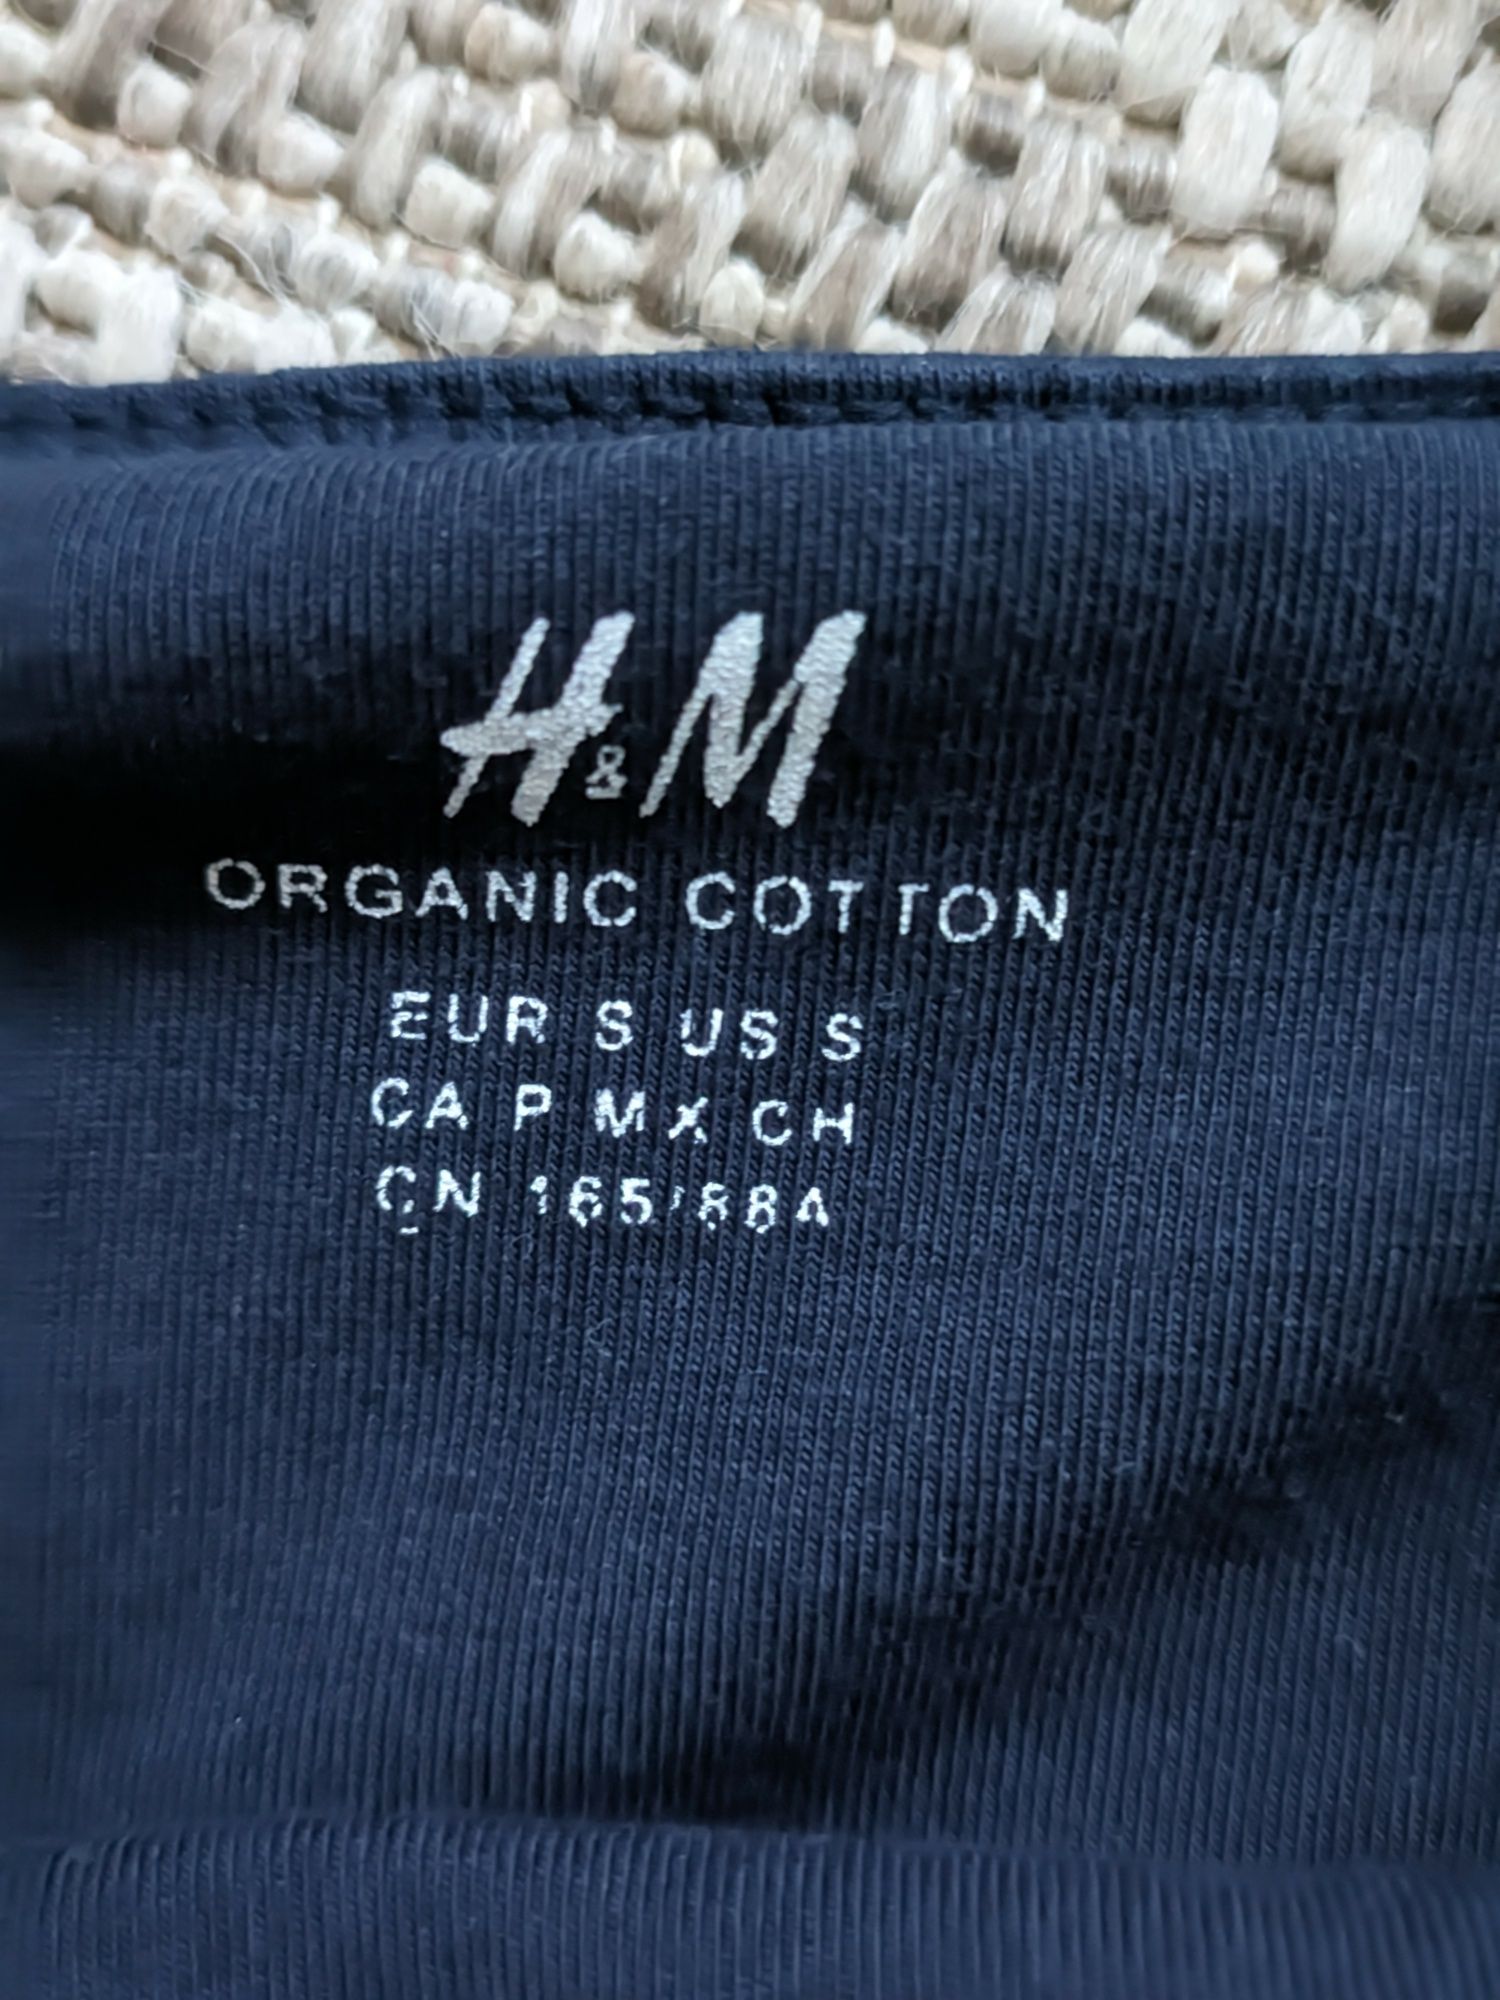 H&M
ORGANIC COTTON
EUR S US S
CA P MX CH
CN 165/88A